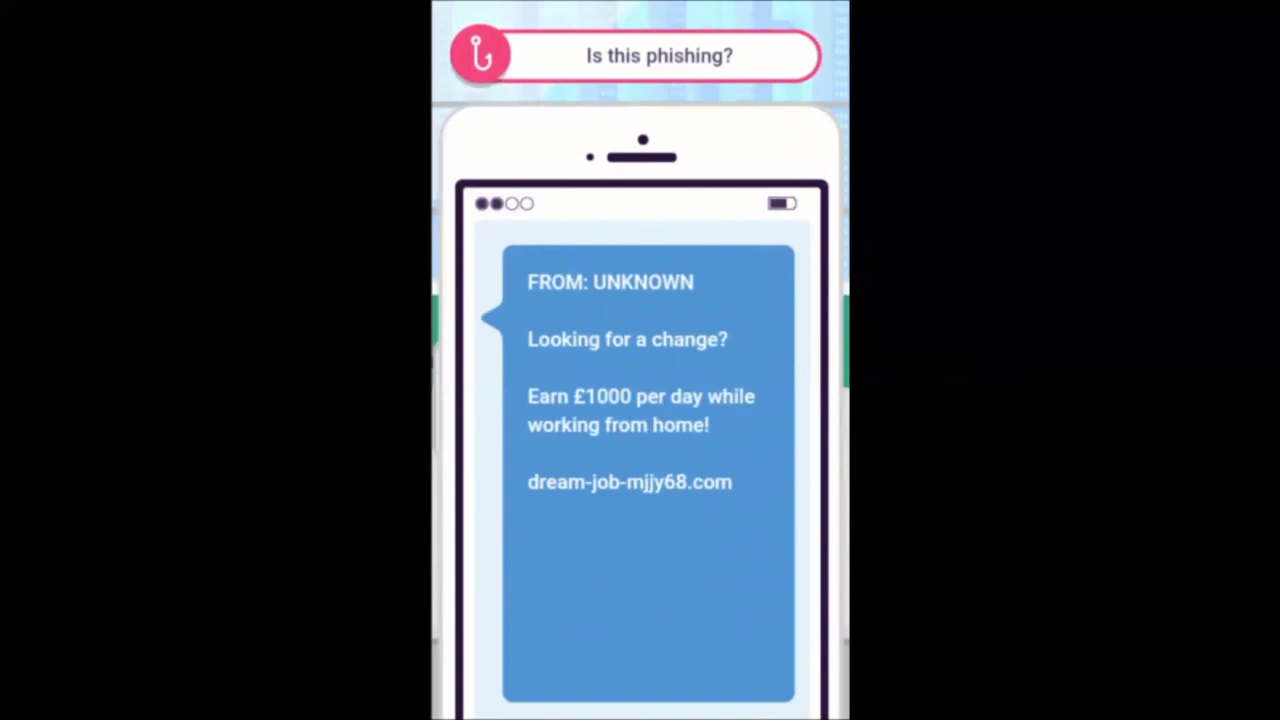 Is this phishing?
FROM: UNKNOWN
Looking for a change?
Earn £1000 per day while
working from home!
dream-job-mjjy68.com